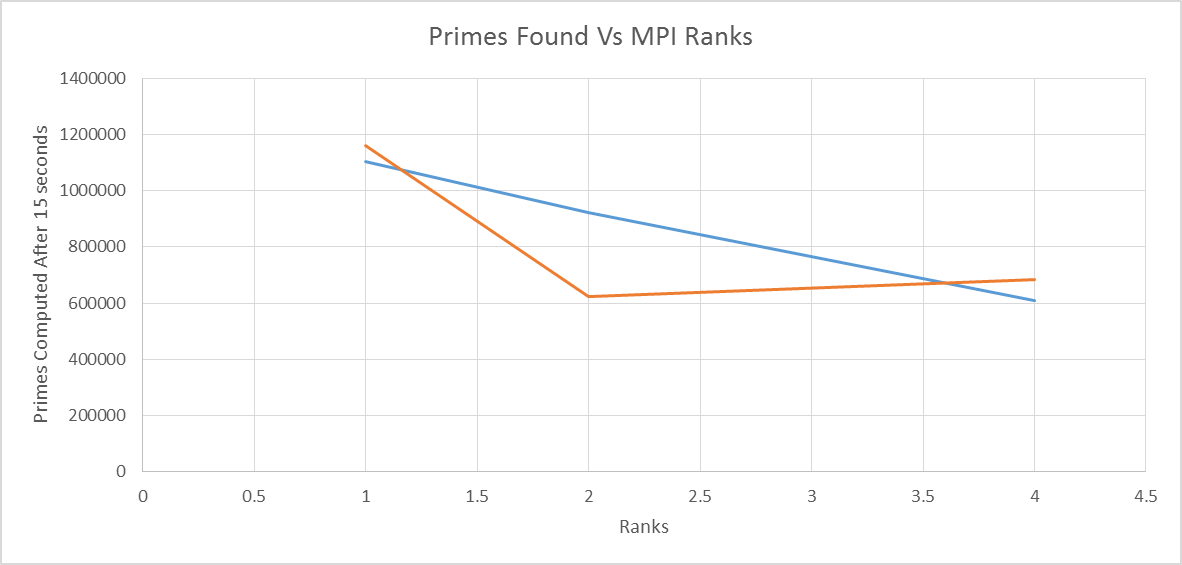 Primes Found Vs MPI Ranks
Primes Computed After 15 seconds
1400000
1200000
1000000
800000
600000
400000
200000
0
0 0.5 1 1.5 2 2.5 3 3.5 4 4.5
Ranks